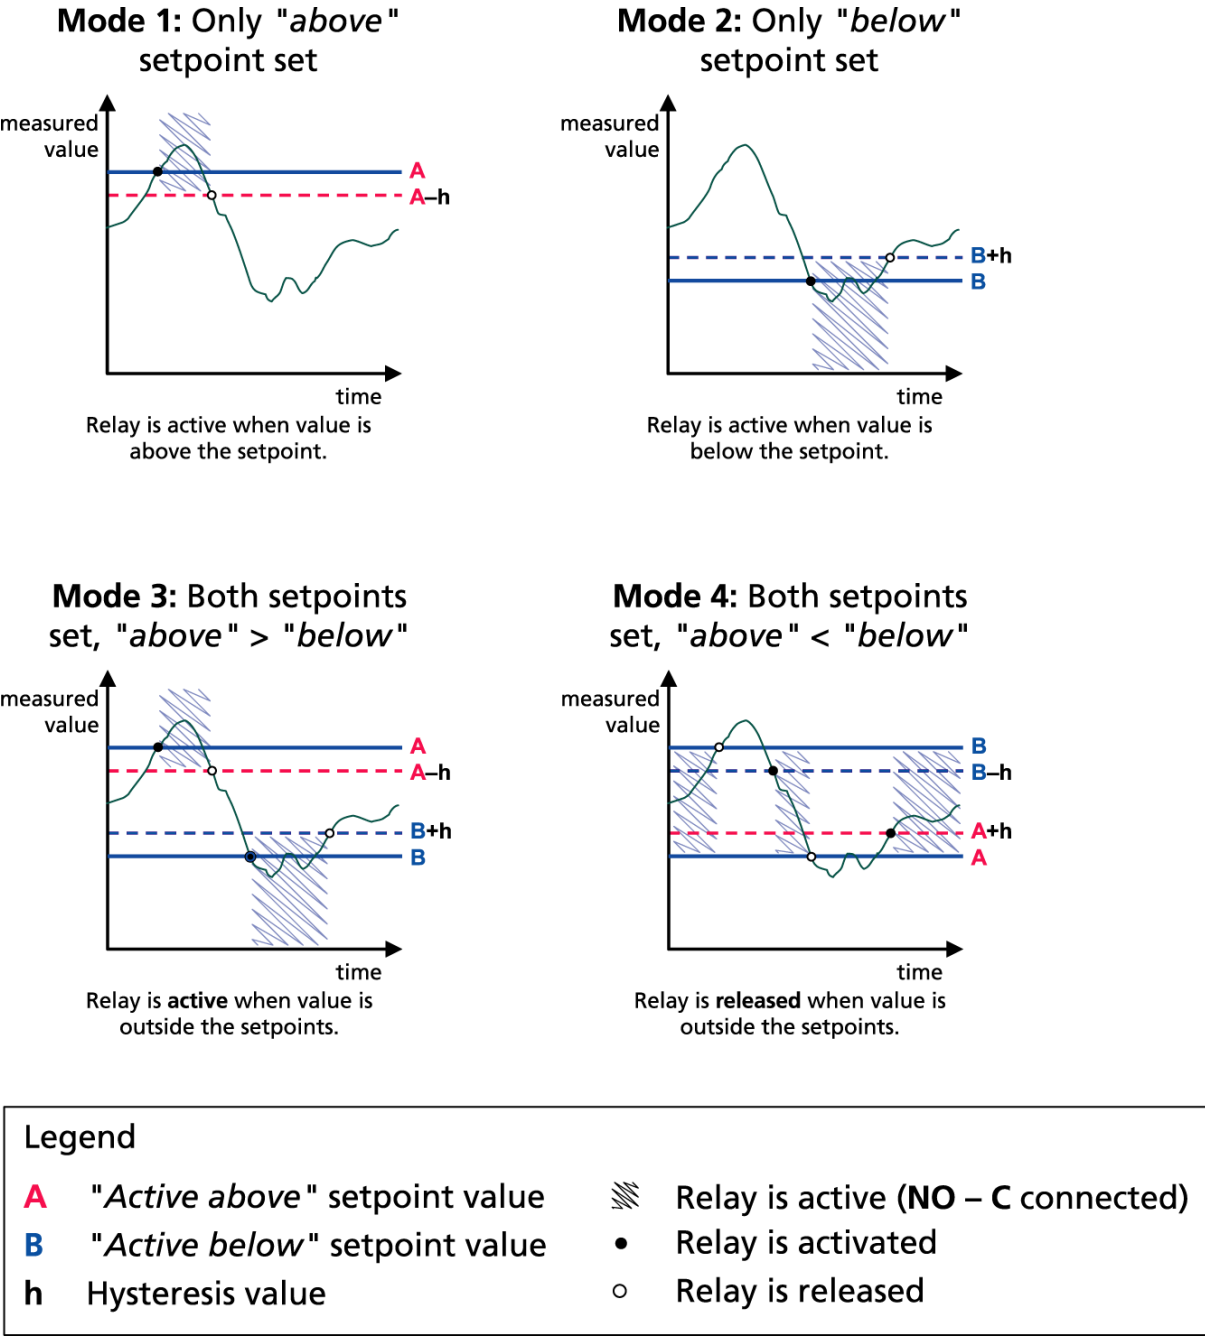 Mode 1: Only "above"
setpoint set
measured
value
A
A–h
time
Relay is active when value is
above the setpoint.
Mode 2: Only "below"
setpoint set
measured
value
B+h
B
time
Relay is active when value is
below the setpoint.
Mode 3: Both setpoints
set, "above" > "below"
measured
value
A
A–h
B+h
B
time
Relay is active when value is
outside the setpoints.
Mode 4: Both setpoints
set, "above" < "below"
measured
value
B
B–h
A+h
A
time
Relay is released when value is
outside the setpoints.
Legend
A "Active above" setpoint value
B "Active below" setpoint value
h Hysteresis value
Relay is active (NO – C connected)
Relay is activated
Relay is released